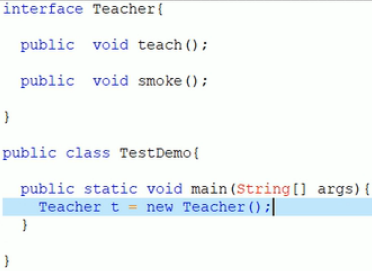 interface Teacher{
public  void teach();
public  void smoke();
}
public class TestDemo{
public static void main(String[] args){
Teacher t = new Teacher();
}
}